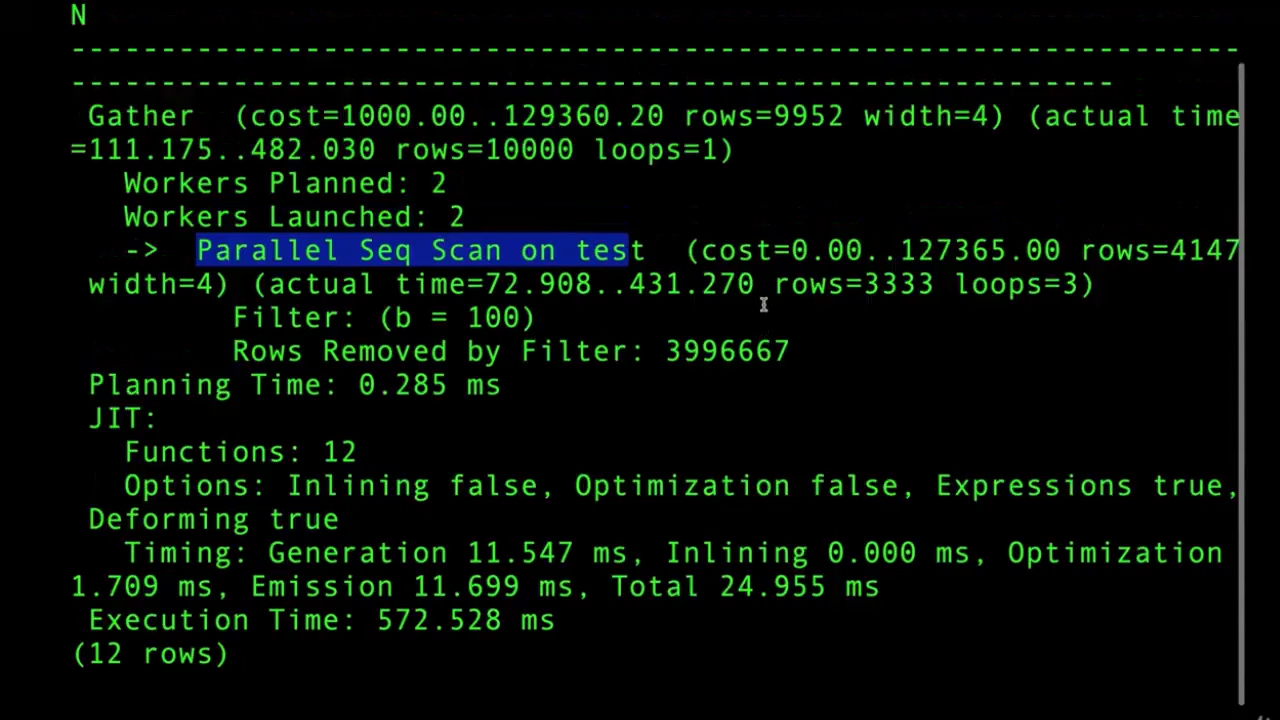 N
---------------------------------------------------------------------
----------------------------------------------------------
Gather  (cost=1000.00..129360.20 rows=9952 width=4) (actual time
=111.175..482.030 rows=10000 loops=1)
Workers Planned: 2
Workers Launched: 2
->  Parallel Seq Scan on test  (cost=0.00..127365.00 rows=4147
width=4) (actual time=72.908..431.270 rows=3333 loops=3)
Filter: (b = 100)
Rows Removed by Filter: 3996667
Planning Time: 0.285 ms
JIT:
Functions: 12
Options: Inlining false, Optimization false, Expressions true,
Deforming true
Timing: Generation 11.547 ms, Inlining 0.000 ms, Optimization
1.709 ms, Emission 11.699 ms, Total 24.955 ms
Execution Time: 572.528 ms
(12 rows)